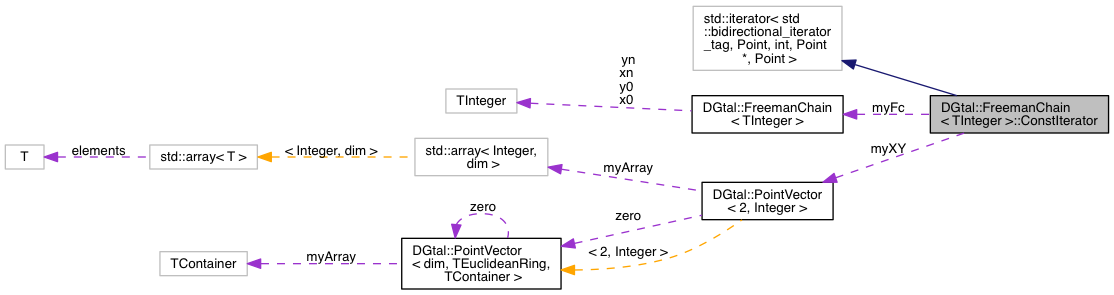 std::iterator< std
::bidirectional_iterator
_tag, Point, int, Point
*, Point >
yn
xn
y0
x0
TInteger
DGtal::FreemanChain
< TInteger >
myFc
DGtal::FreemanChain
< TInteger >::ConstIterator
T
elements
std::array< T >
< Integer, dim >
std::array< Integer,
dim >
myArray
myXY
DGtal::PointVector
< 2, Integer >
zero
zero
< 2, Integer >
TContainer
myArray
DGtal::PointVector
< dim, TEuclideanRing,
TContainer >